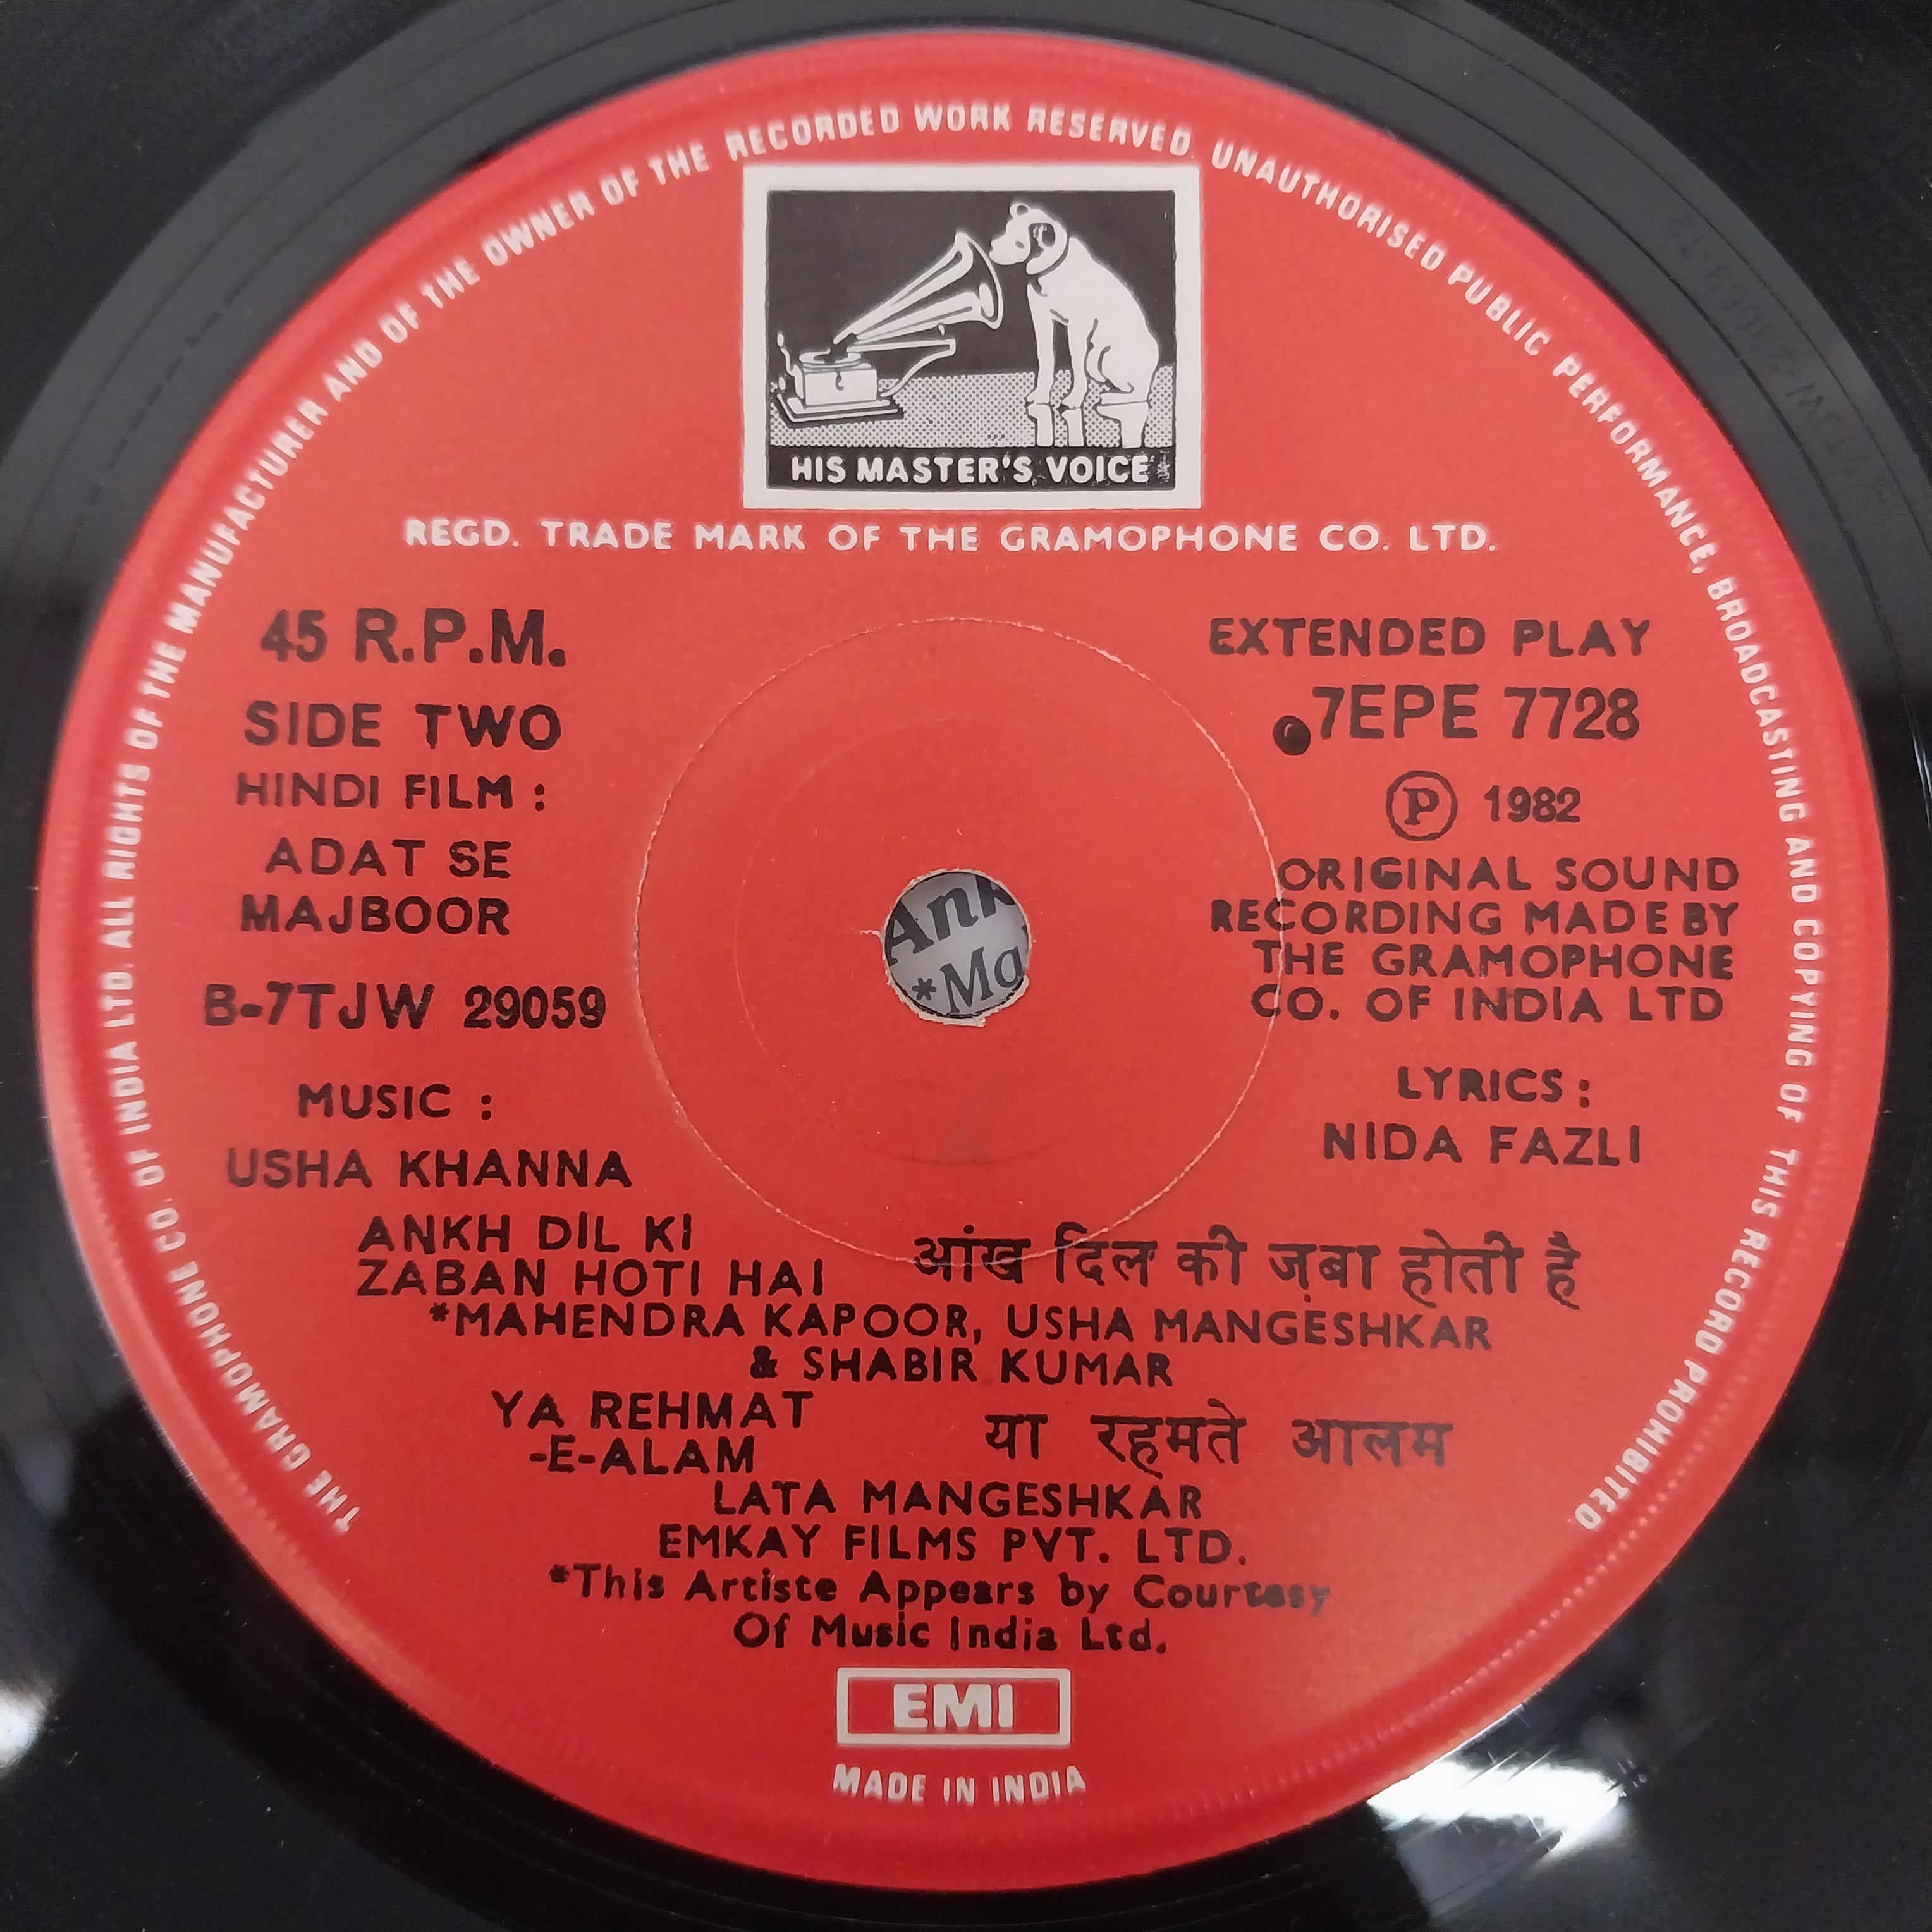 THE GRAMOPHONE CO. OF INDIA LTD. ALL RIGHTS OF THE MANUFACTURER AND OF THE OWNER OF THE RECORDED WORK RESERVED. UNAUTHORISED PUBLIC PERFORMANCE, BROADCASTING AND COPYING OF THIS RECORD PROHIBITED
HIS MASTER'S VOICE
REGD. TRADE MARK OF THE GRAMOPHONE CO. LTD.
45 R.P.M.
SIDE TWO
HINDI FILM :
ADAT SE
MAJBOOR
B-7TJW 29059
MUSIC :
USHA KHANNA
EXTENDED PLAY
7EPE 7728
Ⓟ 1982
ORIGINAL SOUND
RECORDING MADE BY
THE GRAMOPHONE
CO. OF INDIA LTD
LYRICS :
NIDA FAZLI
Ank
*Ma
ANKH DIL KI
ZABAN HOTI HAI
आंख दिल की ज़बा होती है
*MAHENDRA KAPOOR, USHA MANGESHKAR
& SHABIR KUMAR
YA REHMAT
-E-ALAM
या रहमते आलम
LATA MANGESHKAR
EMKAY FILMS PVT. LTD.
*This Artiste Appears by Courtesy
Of Music India Ltd.
EMI
MADE IN INDIA